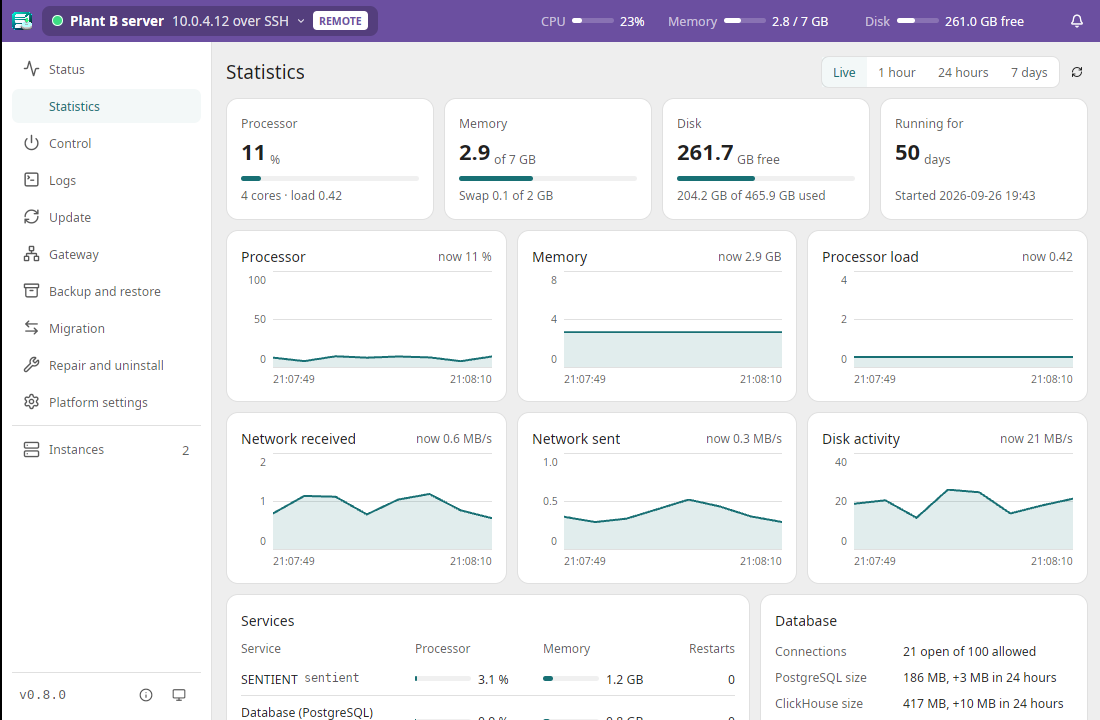 Plant B server 10.0.4.12 over SSH REMOTE CPU 23% Memory 2.8 / 7 GB Disk 261.0 GB free
Status
Statistics
Control
Logs
Update
Gateway
Backup and restore
Migration
Repair and uninstall
Platform settings
Instances 2
v0.8.0
Statistics Live 1 hour 24 hours 7 days
Processor
11 %
4 cores · load 0.42
Memory
2.9 of 7 GB
Swap 0.1 of 2 GB
Disk
261.7 GB free
204.2 GB of 465.9 GB used
Running for
50 days
Started 2026-09-26 19:43
Processor now 11 %
100
50
0
21:07:49 21:08:10
Memory now 2.9 GB
8
4
0
21:07:49 21:08:10
Processor load now 0.42
4
2
0
21:07:49 21:08:10
Network received now 0.6 MB/s
2
1
0
21:07:49 21:08:10
Network sent now 0.3 MB/s
1.0
0.5
0
21:07:49 21:08:10
Disk activity now 21 MB/s
40
20
0
21:07:49 21:08:10
Services
Service Processor Memory Restarts
SENTIENT sentient 3.1 % 1.2 GB 0
Database (PostgreSQL)
Database
Connections 21 open of 100 allowed
PostgreSQL size 186 MB, +3 MB in 24 hours
ClickHouse size 417 MB, +10 MB in 24 hours